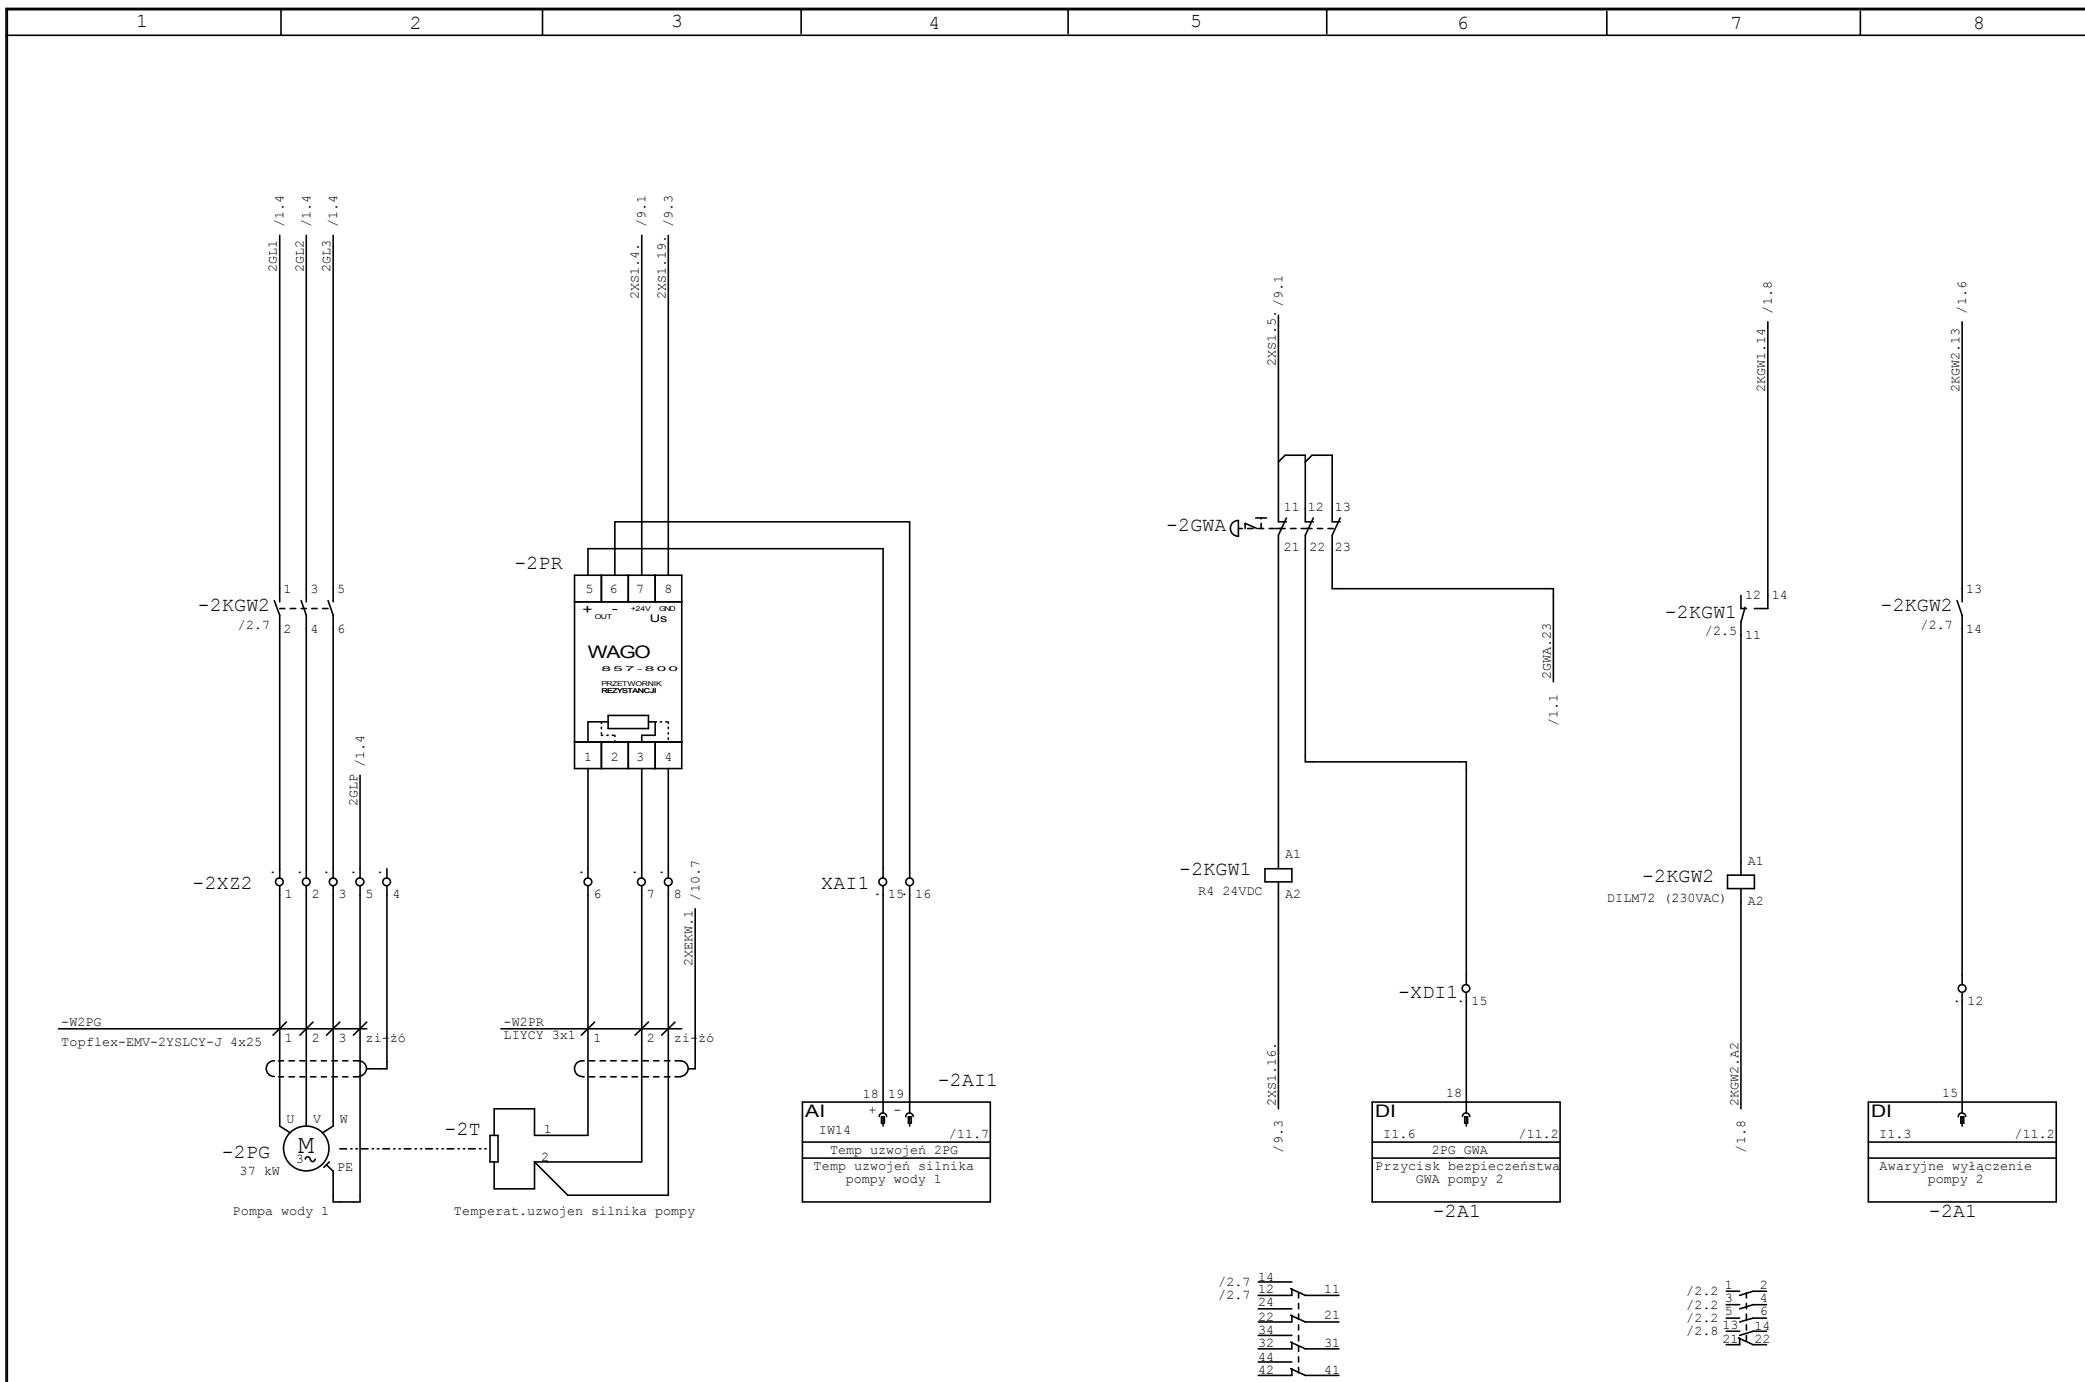 1 2 3 4 5 6 7 8
/1.4 /1.4 /1.4
2GL1 2GL2 2GL3
/9.1 /9.3
2XS1.4. 2XS1.19.
/9.1
2XS1.5.
/1.8
2KGW1.14
/1.6
2KGW2.13
-2KGW2
/2.7
1 3 5
2 4 6
-2PR
5 6 7 8
+ - +24V GND
OUT Us
WAGO
857-800
PRZETWORNIK
REZYSTANCJI
1 2 3 4
-2GWA
11 12 13
21 22 23
2GWA.23
/1.1
-2KGW1
/2.5
12 14
11
-2KGW2
/2.7
13
14
/1.4
2GLP
-2XZ2
1 2 3 5 4
6 7 8
/10.7
2XEKW.1
XAI1
15 16
-2KGW1
R4 24VDC
A1
A2
-2KGW2
DILM72 (230VAC)
A1
A2
-XDI1
15
12
-W2PG
Topflex-EMV-2YSLCY-J 4x25
1 2 3 zi-żó
-W2PR
LIYCY 3x1
1 2 zi-żó
2XS1.16.
/9.3
2KGW2.A2
/1.8
U V W
-2PG
37 kW
M
3
PE
Pompa wody 1
-2T
1
2
Temperat.uzwojen silnika pompy
-2AI1
18 19
AI + -
IW14 /11.7
Temp uzwojeń 2PG
Temp uzwojeń silnika
pompy wody 1
18
DI
I1.6 /11.2
2PG GWA
Przycisk bezpieczeństwa
GWA pompy 2
-2A1
15
DI
I1.3 /11.2
Awaryjne wyłączenie
pompy 2
-2A1
/2.7 14
/2.7 12 11
24
22 21
34
32 31
44
42 41
/2.2 1 2
/2.2 3 4
/2.2 5 6
/2.8 13 14
21 22